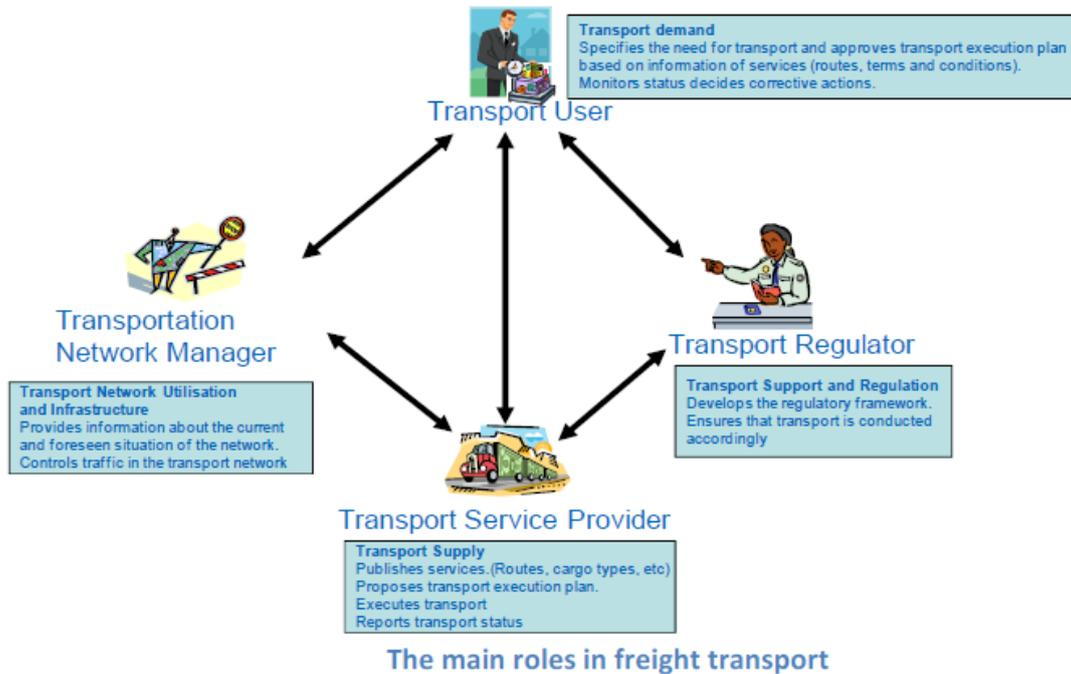 Transport demand
Specifies the need for transport and approves transport execution plan
based on information of services (routes, terms and conditions).
Monitors status decides corrective actions.
Transport User
Transportation
Network Manager
Transport Network Utilisation
and Infrastructure
Provides information about the current
and foreseen situation of the network.
Controls traffic in the transport network
Transport Regulator
Transport Support and Regulation
Develops the regulatory framework.
Ensures that transport is conducted
accordingly
Transport Service Provider
Transport Supply
Publishes services.(Routes, cargo types, etc)
Proposes transport execution plan.
Executes transport
Reports transport status
The main roles in freight transport